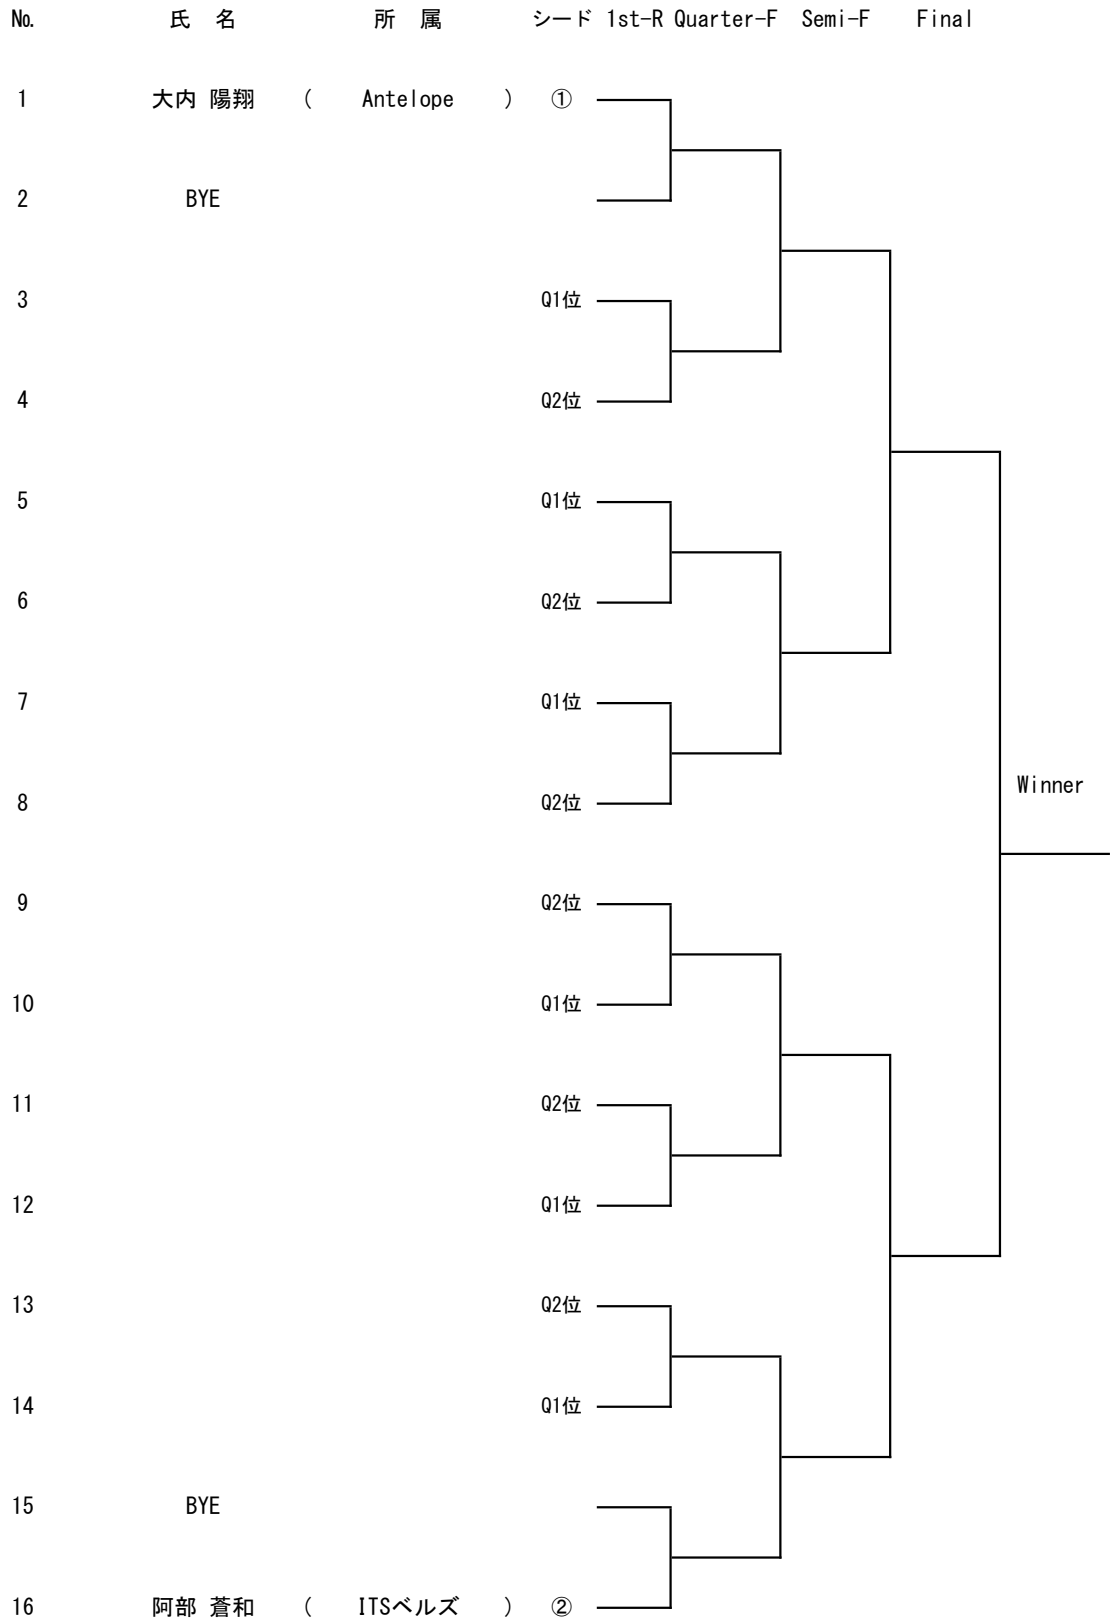 No. 氏 名 所 属 シード 1st-R Quarter-F Semi-F Final
1 大内 陽翔 ( Antelope ) ①
2 BYE
3 Q1位
4 Q2位
5 Q1位
6 Q2位
7 Q1位
Winner
8 Q2位
9 Q2位
10 Q1位
11 Q2位
12 Q1位
13 Q2位
14 Q1位
15 BYE
16 阿部 蒼和 ( ITSベルズ ) ②